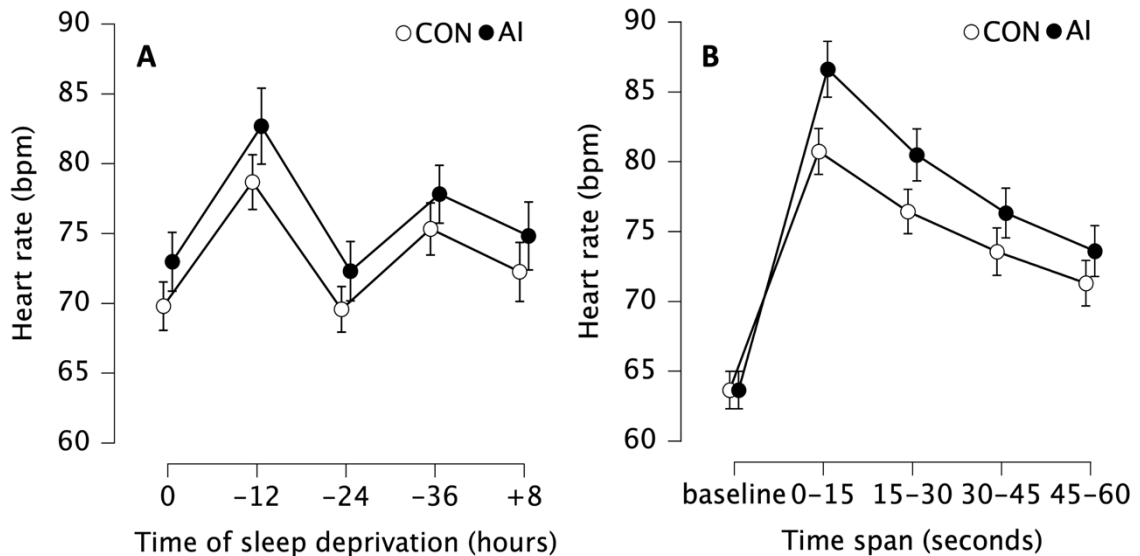 A
CON AI
Heart rate (bpm)
90
85
80
75
70
65
60
0 −12 −24 −36 +8
Time of sleep deprivation (hours)
B
CON AI
Heart rate (bpm)
90
85
80
75
70
65
60
baseline 0−15 15−30 30−45 45−60
Time span (seconds)